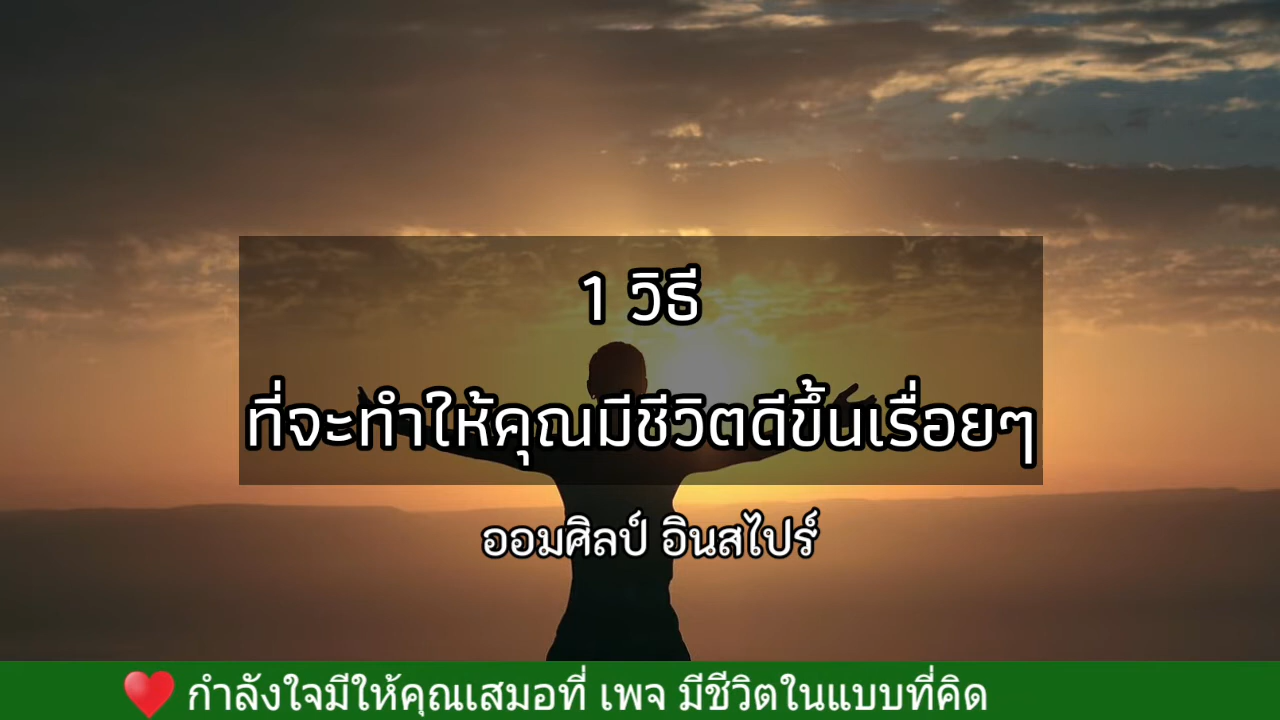 1 วิธี
ที่จะทำให้คุณมีชีวิตดีขึ้นเรื่อยๆ
ออมศิลป์ อินสไปร์
❤️ กำลังใจมีให้คุณเสมอที่ เพจ มีชีวิตในแบบที่คิด